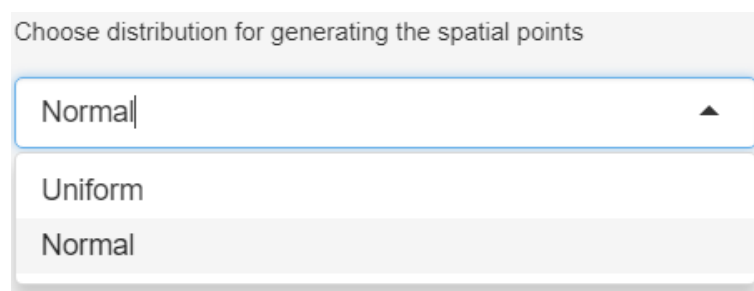 Choose distribution for generating the spatial points
Normal
Uniform
Normal